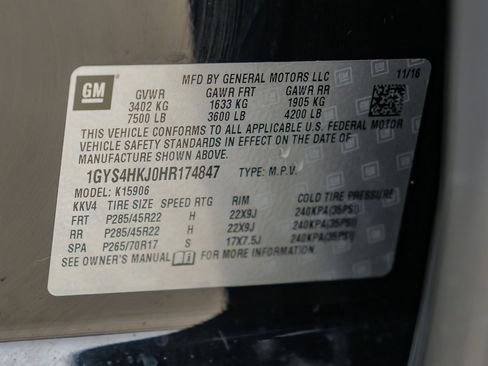 GM
MFD BY GENERAL MOTORS LLC
11/16
GVWR GAWR FRT GAWR RR
3402 KG 1633 KG 1905 KG
7500 LB 3600 LB 4200 LB
THIS VEHICLE CONFORMS TO ALL APPLICABLE U.S. FEDERAL MOTOR
VEHICLE SAFETY STANDARDS IN EFFECT ON THE DATE OF
MANUFACTURE SHOWN ABOVE.
1GYS4HKJ0HR174847 TYPE: M.P.V.
MODEL: K15906
KKV4 TIRE SIZE SPEED RTG RIM COLD TIRE PRESSURE
FRT P285/45R22 H 22X9J 240KPA(35PSI)
RR P285/45R22 H 22X9J 240KPA(35PSI)
SPA P265/70R17 S 17X7.5J 240KPA(35PSI)
SEE OWNER'S MANUAL FOR MORE INFORMATION.